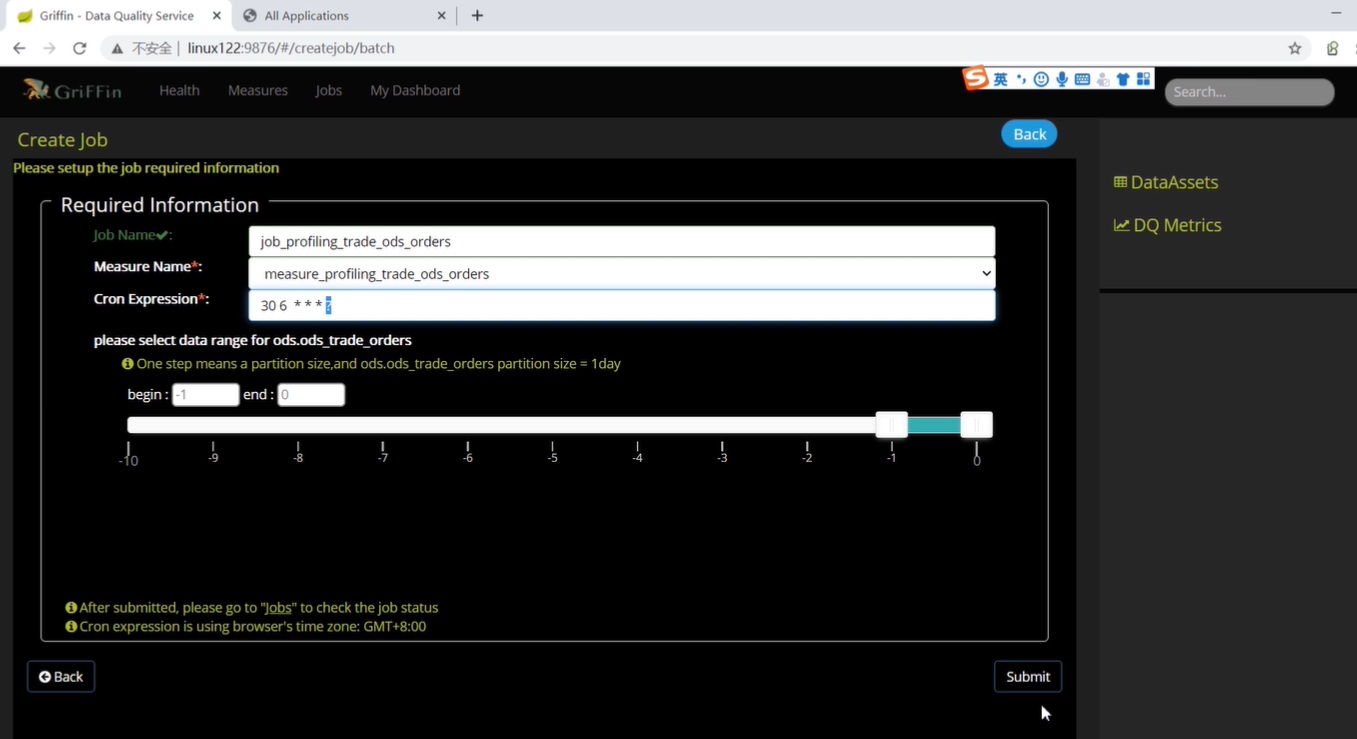 Griffin - Data Quality Service
All Applications
不安全 | linux122:9876/#/createjob/batch
GriFFin
Health
Measures
Jobs
My Dashboard
英
Search...
Create Job
Back
Please setup the job required information
DataAssets
DQ Metrics
Required Information
Job Name✔:
job_profiling_trade_ods_orders
Measure Name*:
measure_profiling_trade_ods_orders
Cron Expression*:
30 6 * * * ?
please select data range for ods.ods_trade_orders
One step means a partition size,and ods.ods_trade_orders partition size = 1day
begin : -1 end : 0
-10 -9 -8 -7 -6 -5 -4 -3 -2 -1 0
After submitted, please go to "Jobs" to check the job status
Cron expression is using browser's time zone: GMT+8:00
Back
Submit